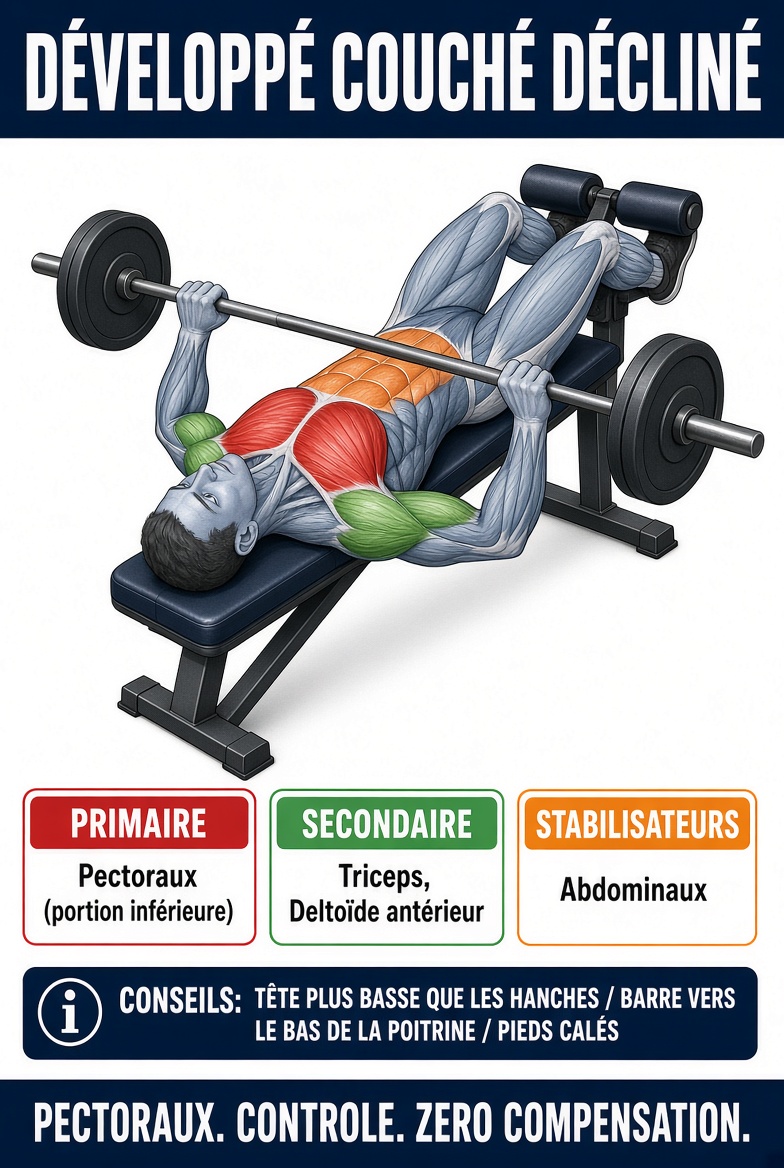 DÉVELOPPÉ COUCHÉ DÉCLINÉ
PRIMAIRE
Pectoraux
(portion inférieure)
SECONDAIRE
Triceps,
Deltoïde antérieur
STABILISATEURS
Abdominaux
i
CONSEILS: TÊTE PLUS BASSE QUE LES HANCHES / BARRE VERS
LE BAS DE LA POITRINE / PIEDS CALÉS
PECTORAUX. CONTROLE. ZERO COMPENSATION.